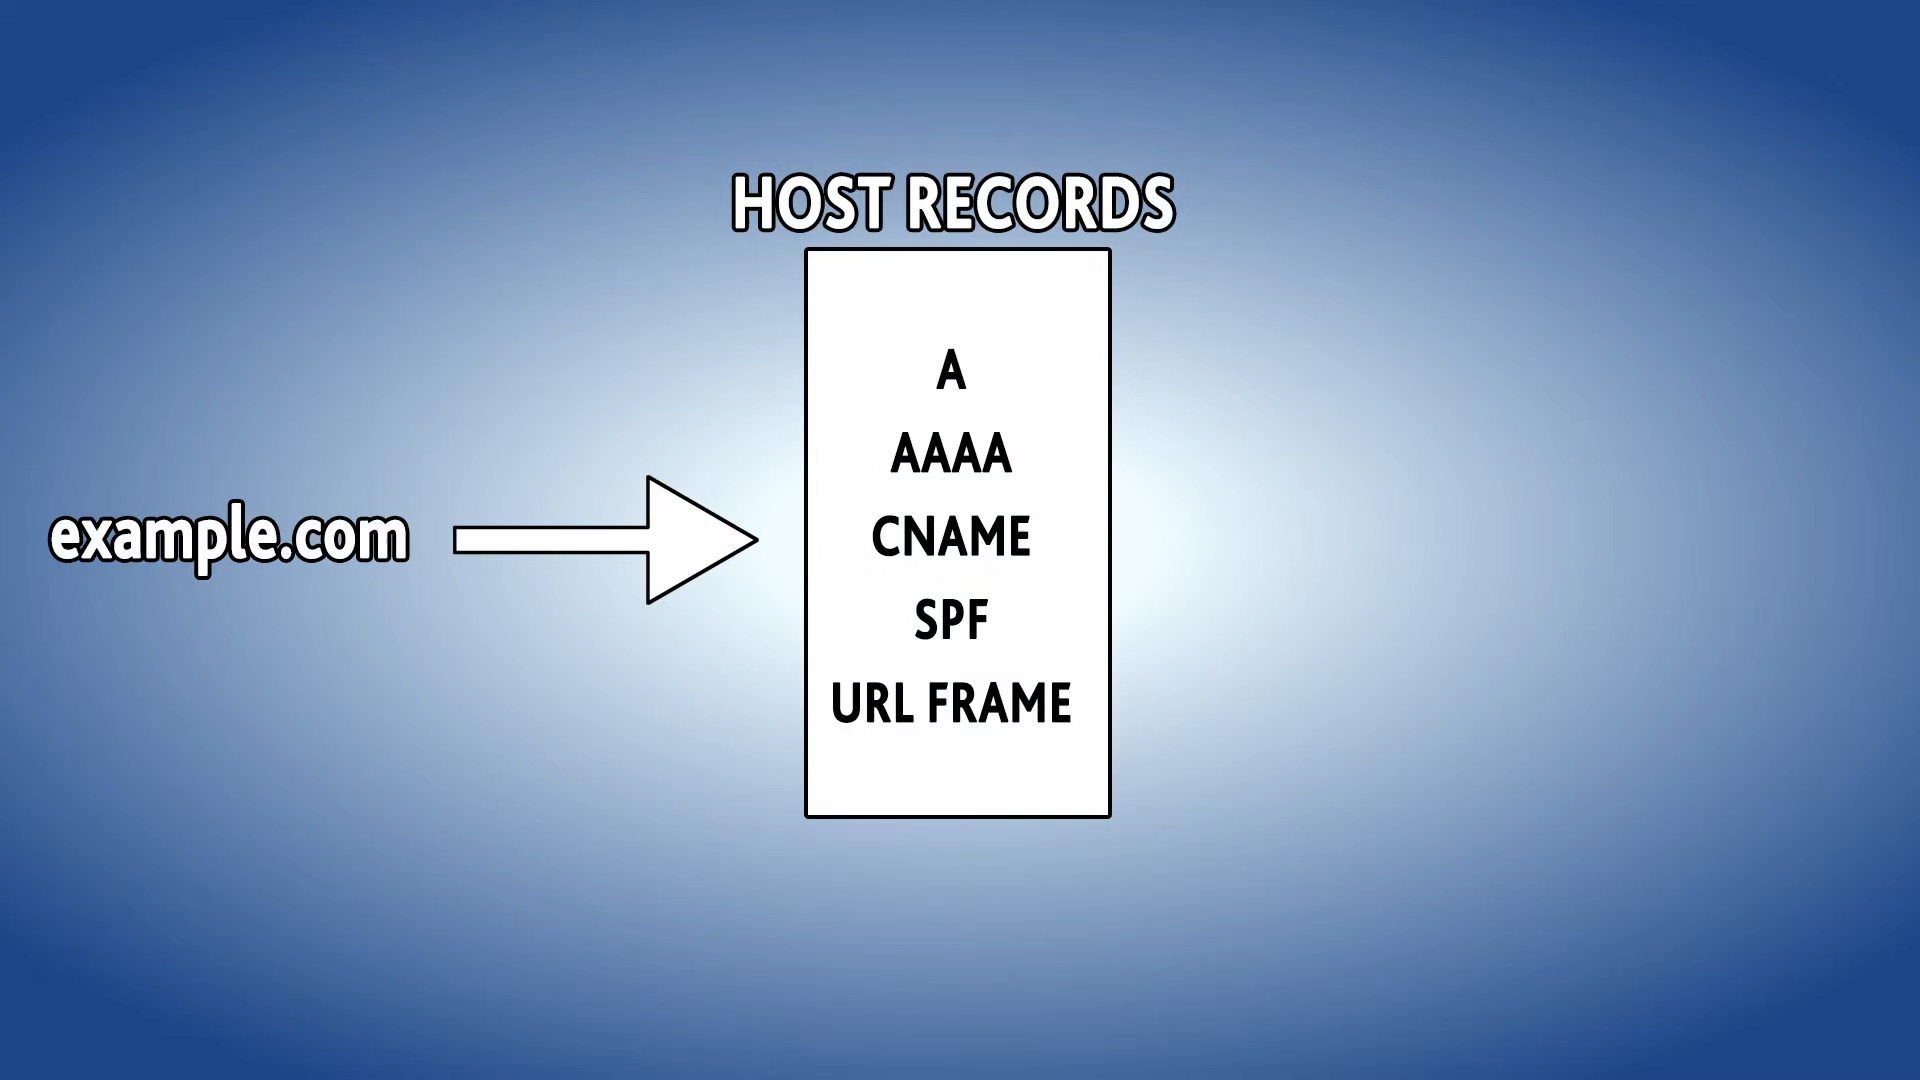 HOST RECORDS
A
AAAA
example.com
CNAME
SPF
URL FRAME